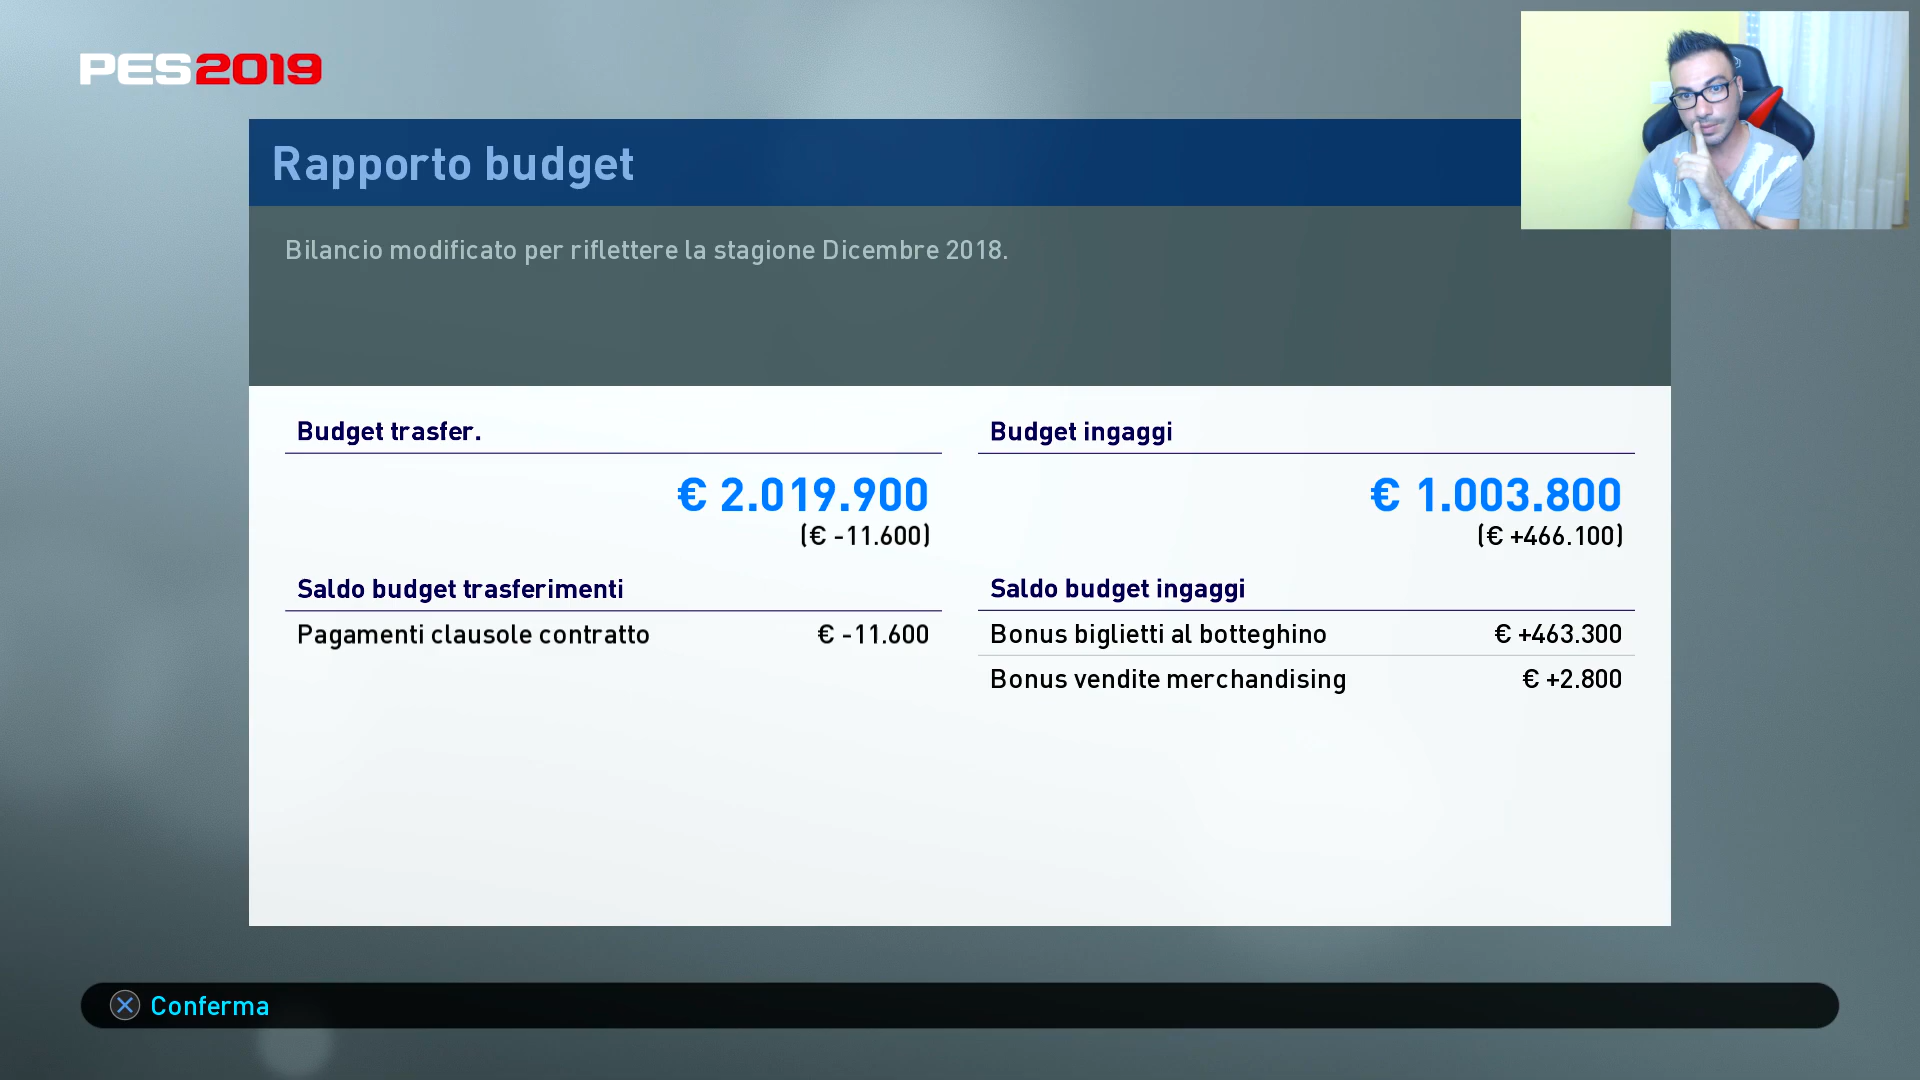 PES2019
Rapporto budget
Bilancio modificato per riflettere la stagione Dicembre 2018.
Budget trasfer.
€ 2.019.900
(€ -11.600)
Saldo budget trasferimenti
Pagamenti clausole contratto € -11.600
Budget ingaggi
€ 1.003.800
(€ +466.100)
Saldo budget ingaggi
Bonus biglietti al botteghino € +463.300
Bonus vendite merchandising € +2.800
Conferma